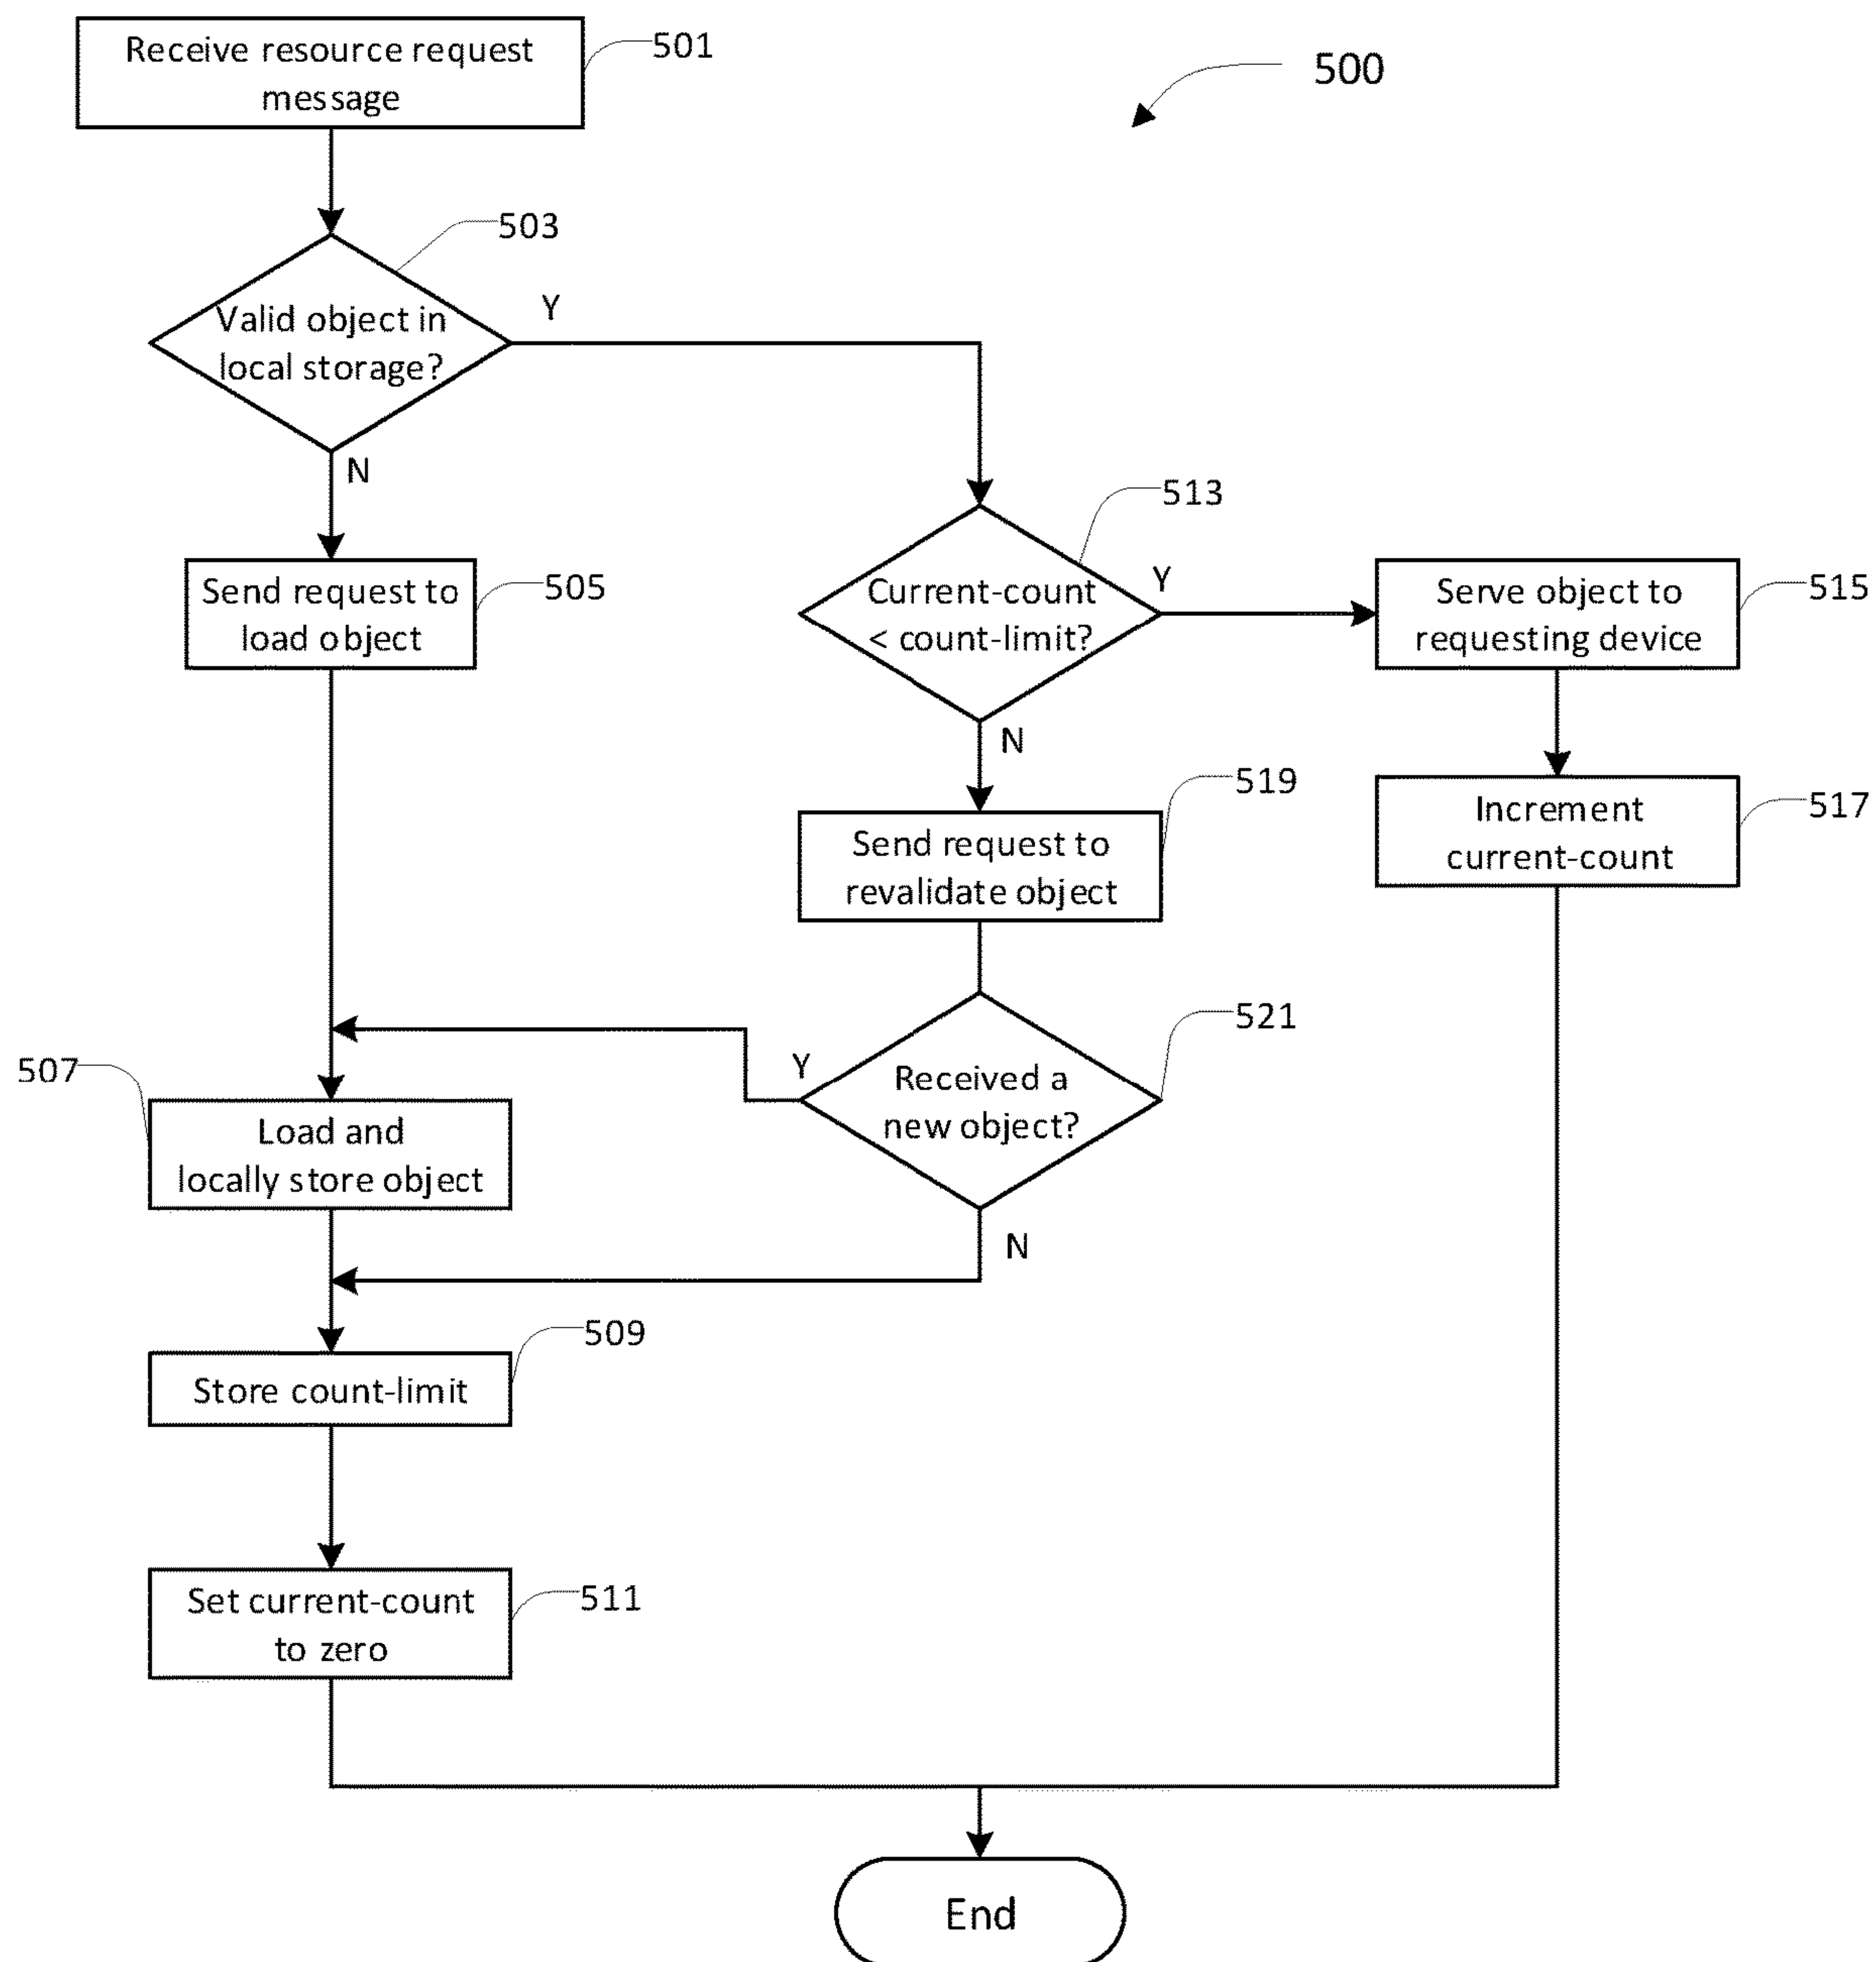 Receive resource request
message
501
500
503
Valid object in
local storage?
Y
N
Send request to
load object
505
513
Current-count
< count-limit?
Y
N
Serve object to
requesting device
515
Increment
current-count
517
519
Send request to
revalidate object
521
Received a
new object?
Y
N
507
Load and
locally store object
509
Store count-limit
Set current-count
to zero
511
End